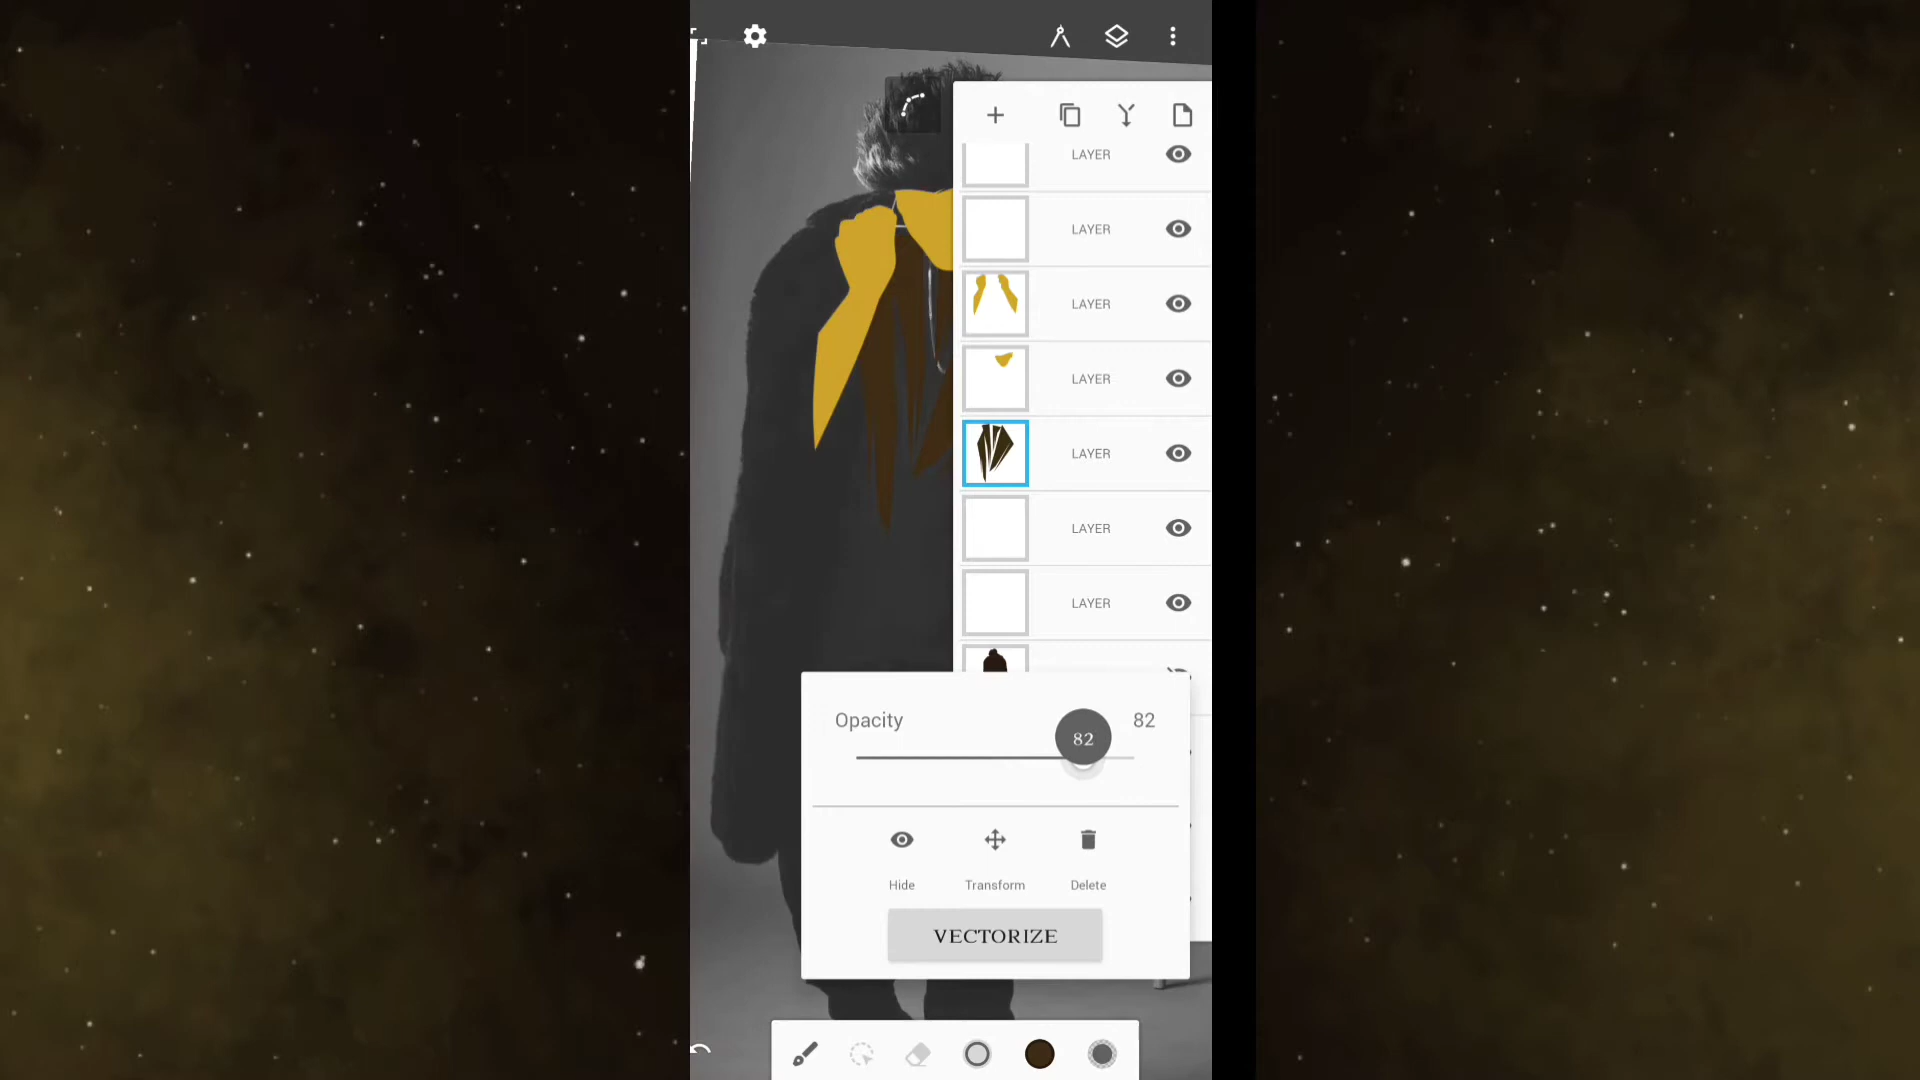 LAYER
LAYER
LAYER
LAYER
LAYER
LAYER
LAYER
Opacity
82
82
Hide
Transform
Delete
VECTORIZE